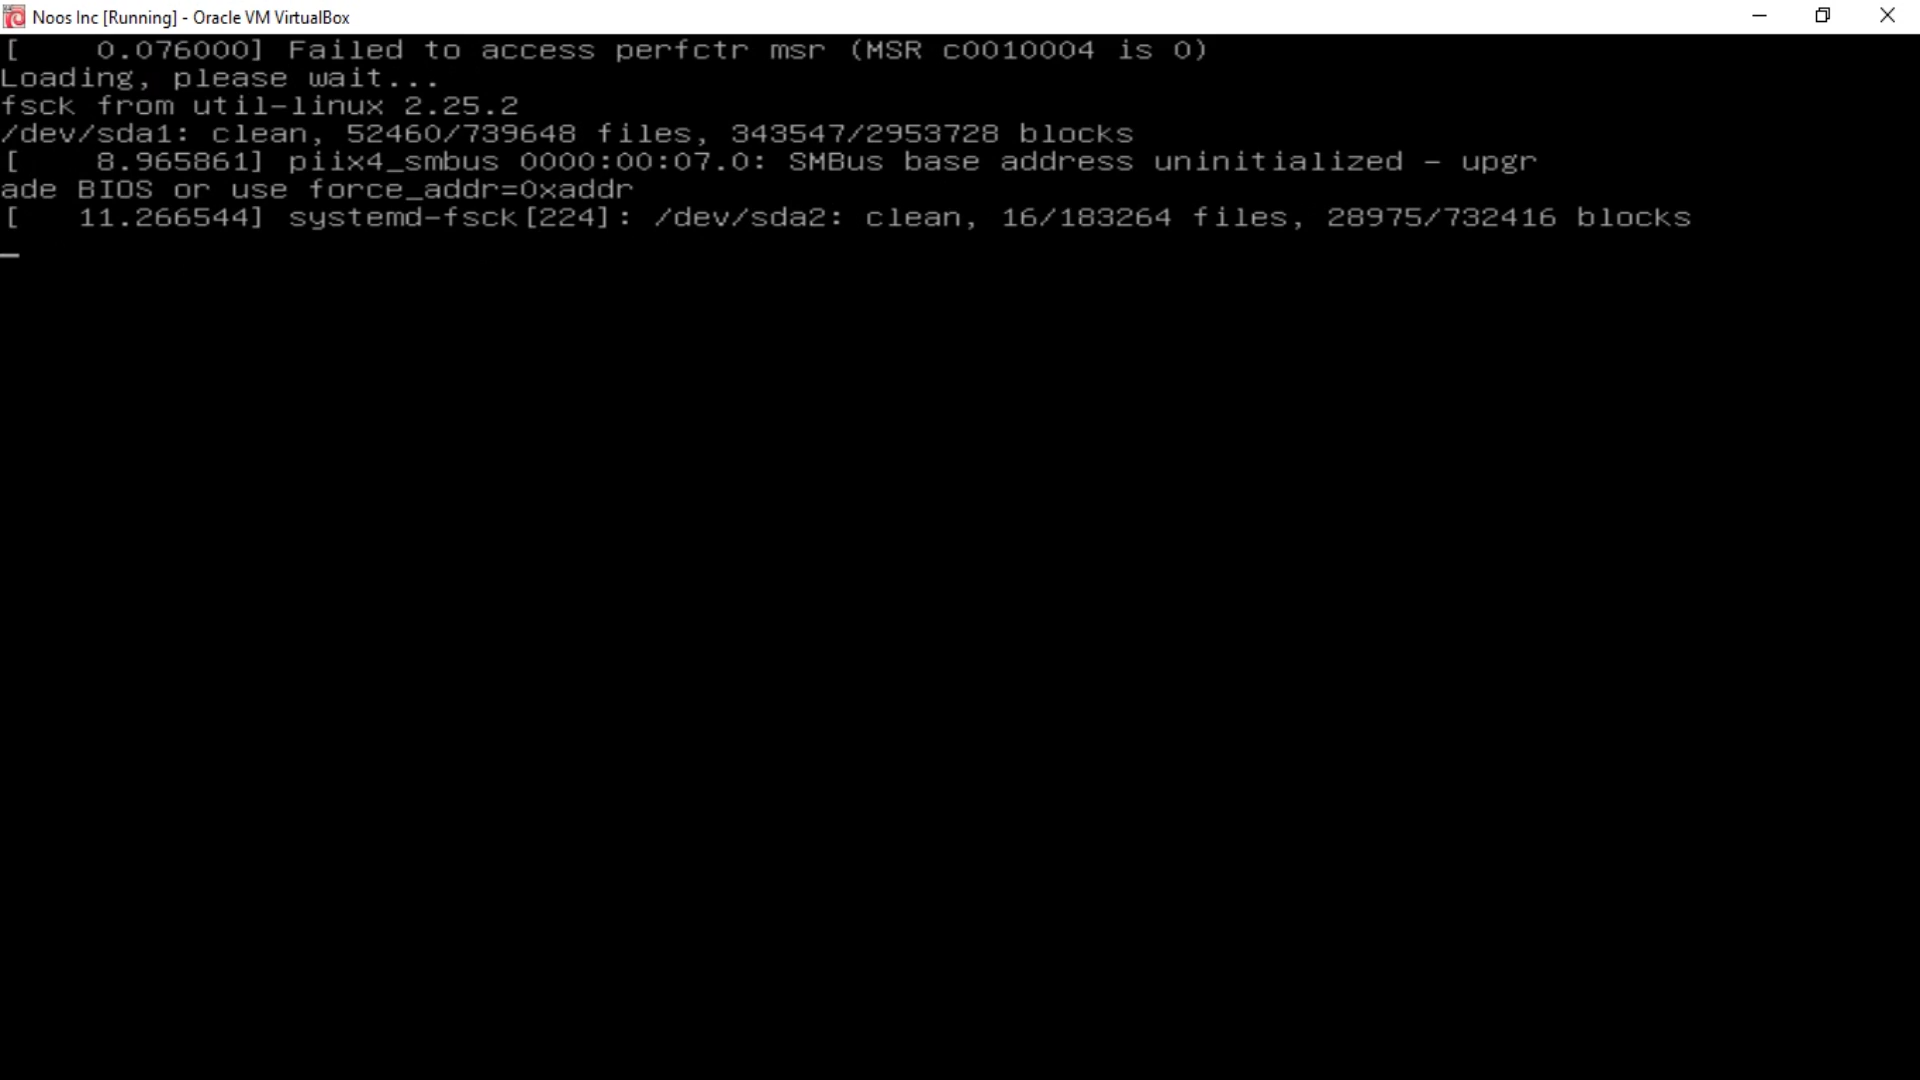 Noos Inc [Running] - Oracle VM VirtualBox
[    0.076000] Failed to access perfctr msr (MSR c0010004 is 0)
Loading, please wait...
fsck from util-linux 2.25.2
/dev/sda1: clean, 52460/739648 files, 343547/2953728 blocks
[    8.965861] piix4_smbus 0000:00:07.0: SMBus base address uninitialized - upgr
ade BIOS or use force_addr=0xaddr
[   11.266544] systemd-fsck[224]: /dev/sda2: clean, 16/183264 files, 28975/732416 blocks